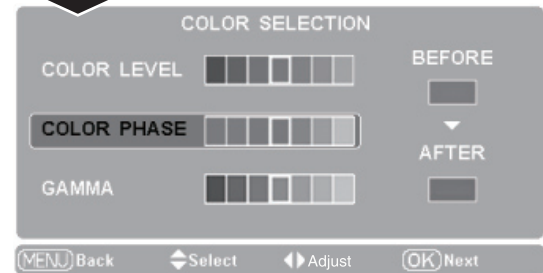 COLOR SELECTION
COLOR LEVEL
BEFORE
COLOR PHASE
AFTER
GAMMA
MENU Back Select Adjust OK Next